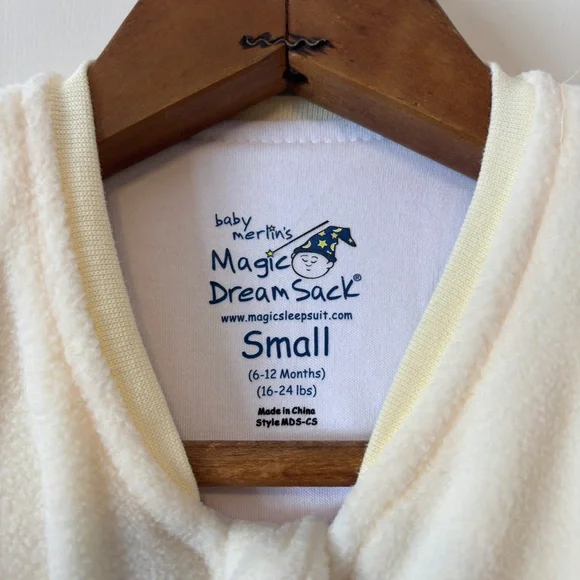 baby
merlin's
Magic
DreamSack®
www.magicsleepsuit.com
Small
(6-12 Months)
(16-24 lbs)
Made in China
Style MDS-CS